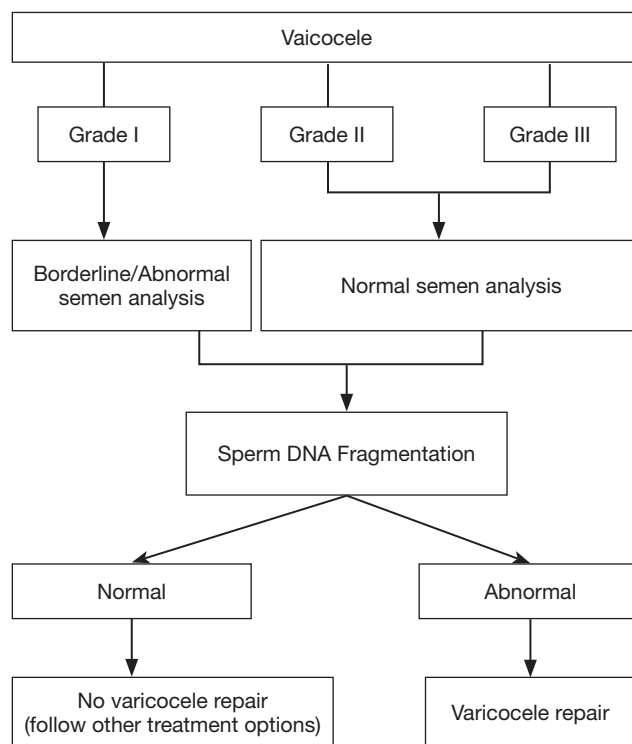 Vaicocele
Grade I
Grade II
Grade III
Borderline/Abnormal
semen analysis
Normal semen analysis
Sperm DNA Fragmentation
Normal
Abnormal
No varicocele repair
(follow other treatment options)
Varicocele repair